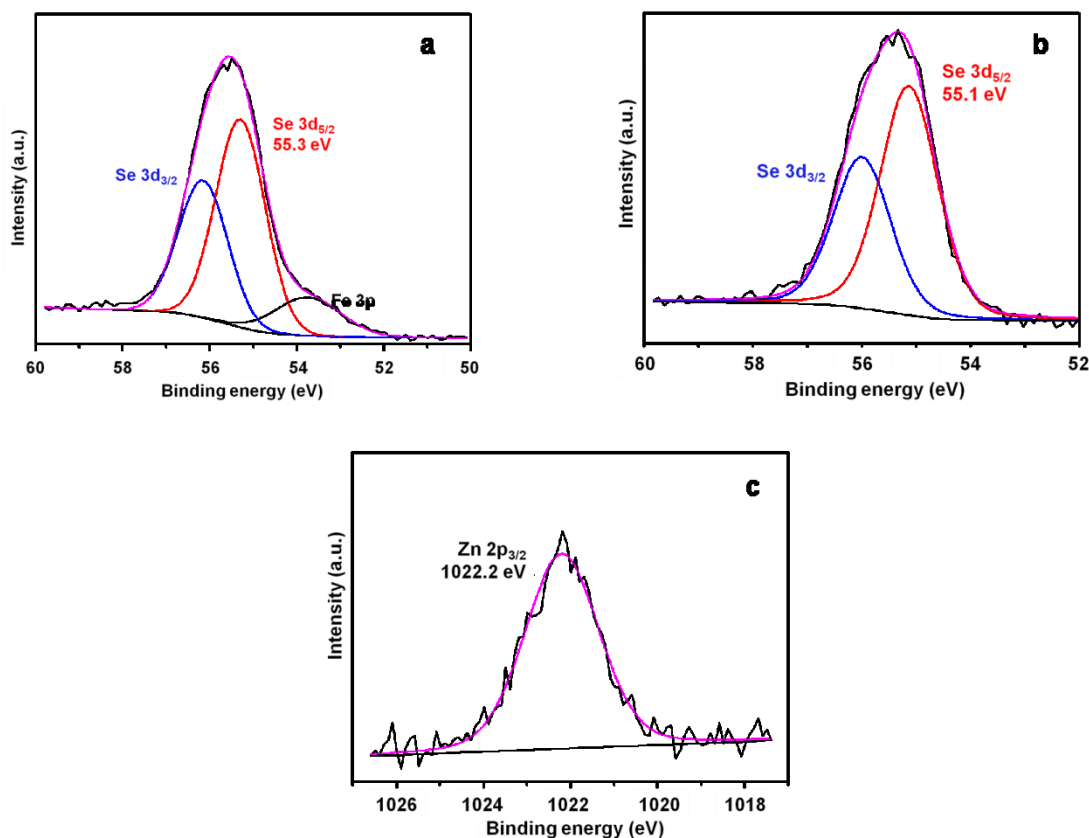 a
Se 3d5/2
55.3 eV
Se 3d3/2
Fe 3p
Intensity (a.u.)
60 58 56 54 52 50
Binding energy (eV)
b
Se 3d5/2
55.1 eV
Se 3d3/2
Intensity (a.u.)
60 58 56 54 52
Binding energy (eV)
c
Zn 2p3/2
1022.2 eV
Intensity (a.u.)
1026 1024 1022 1020 1018
Binding energy (eV)